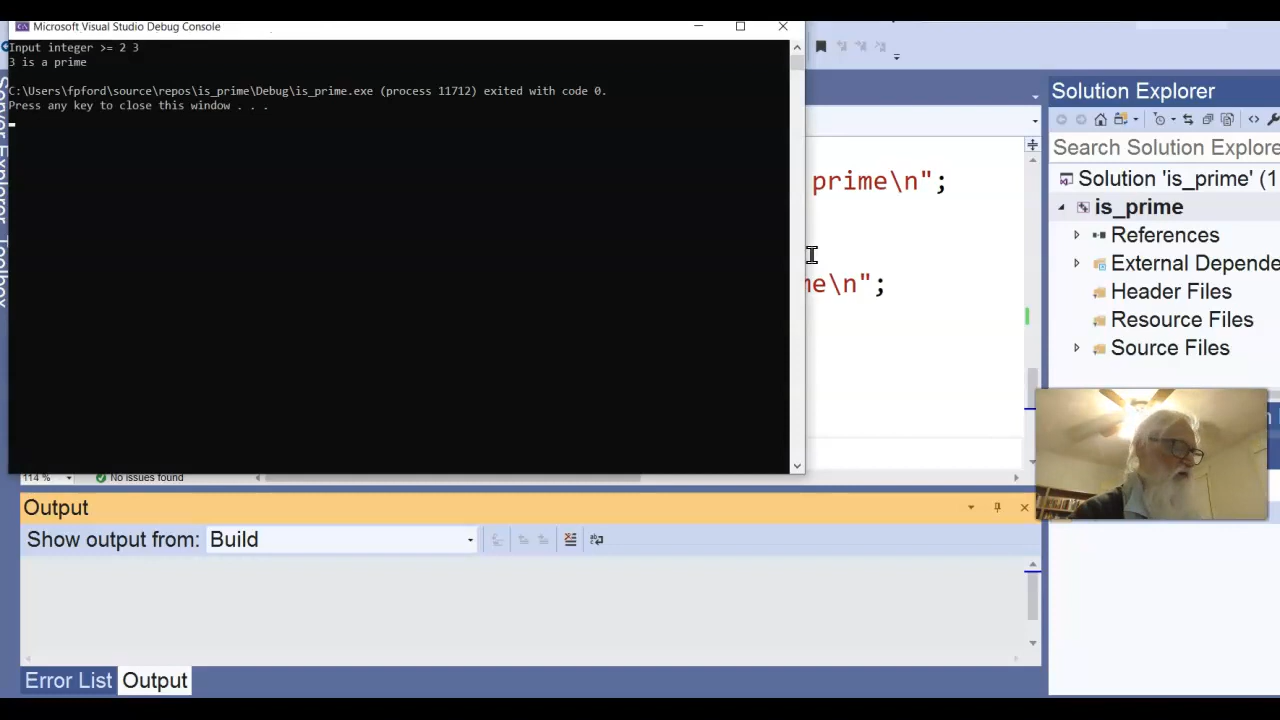 Microsoft Visual Studio Debug Console
Input integer >= 2 3
3 is a prime
C:\Users\fpford\source\repos\is_prime\Debug\is_prime.exe (process 11712) exited with code 0.
Press any key to close this window . . .
Server Explorer
Toolbox
prime\n";
me\n";
114 %
No issues found
Solution Explorer
Search Solution Explore
Solution 'is_prime' (1
is_prime
References
External Depende
Header Files
Resource Files
Source Files
Output
Show output from:
Build
Error List
Output